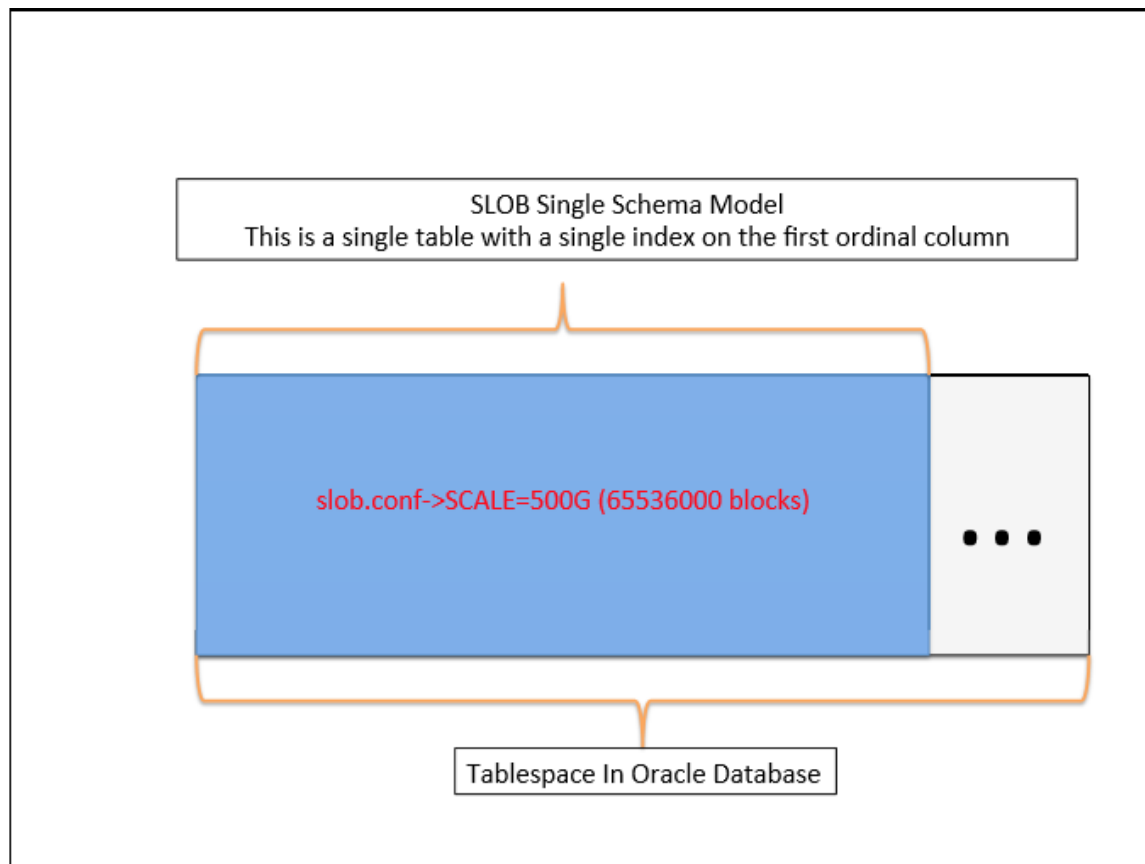 SLOB Single Schema Model
This is a single table with a single index on the first ordinal column
slob.conf->SCALE=500G (65536000 blocks)
...
Tablespace In Oracle Database